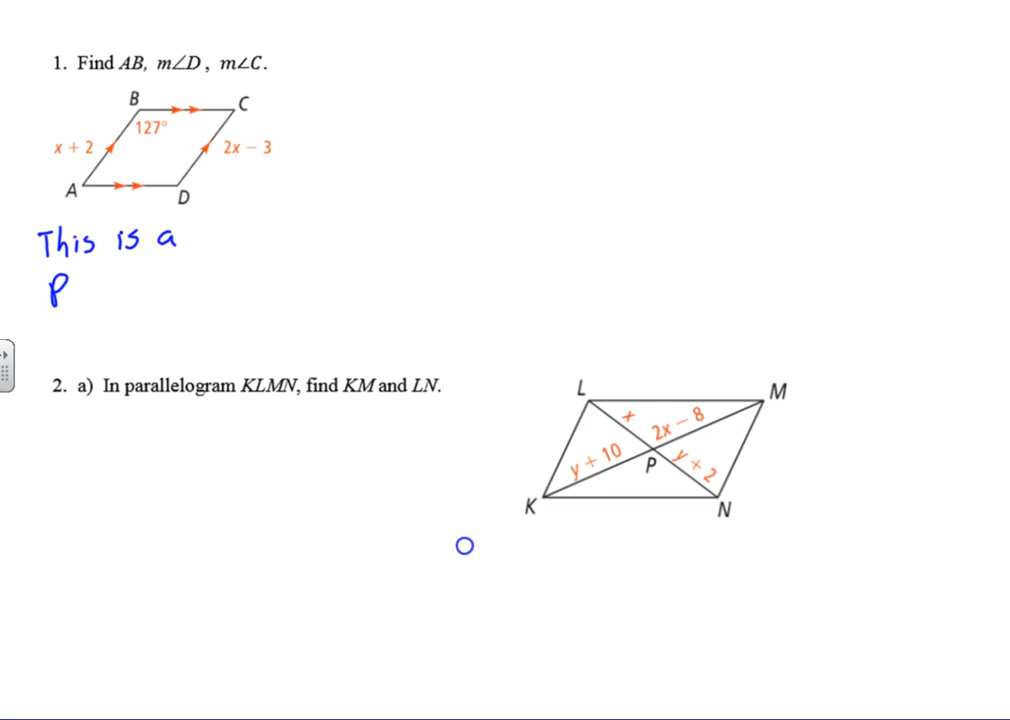 1. Find AB, m∠D, m∠C.
B
C
127°
x + 2
2x − 3
A
D
This is a
P
2. a) In parallelogram KLMN, find KM and LN.
L
M
x
2x − 8
y + 10
P
y + 2
K
N